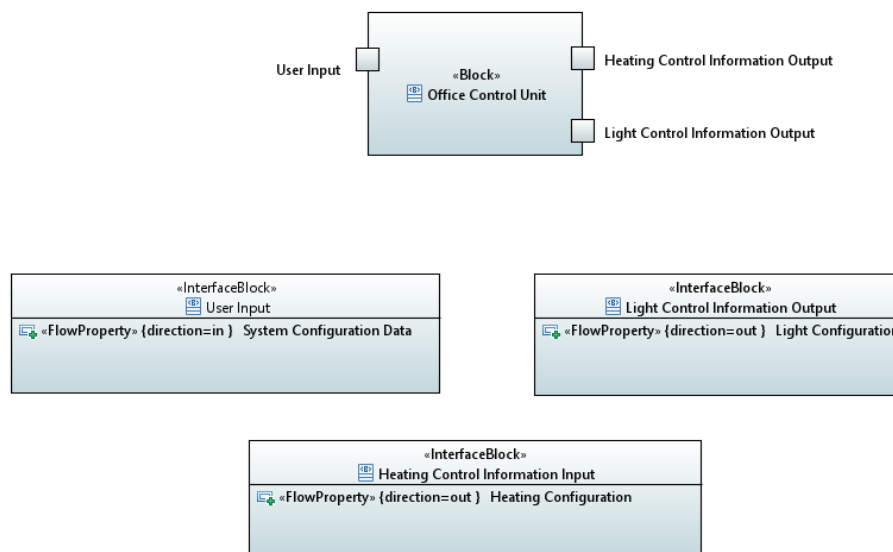 User Input
«Block»
Office Control Unit
Heating Control Information Output
Light Control Information Output
«InterfaceBlock»
User Input
«FlowProperty» {direction=in } System Configuration Data
«InterfaceBlock»
Light Control Information Output
«FlowProperty» {direction=out } Light Configuration
«InterfaceBlock»
Heating Control Information Input
«FlowProperty» {direction=out } Heating Configuration